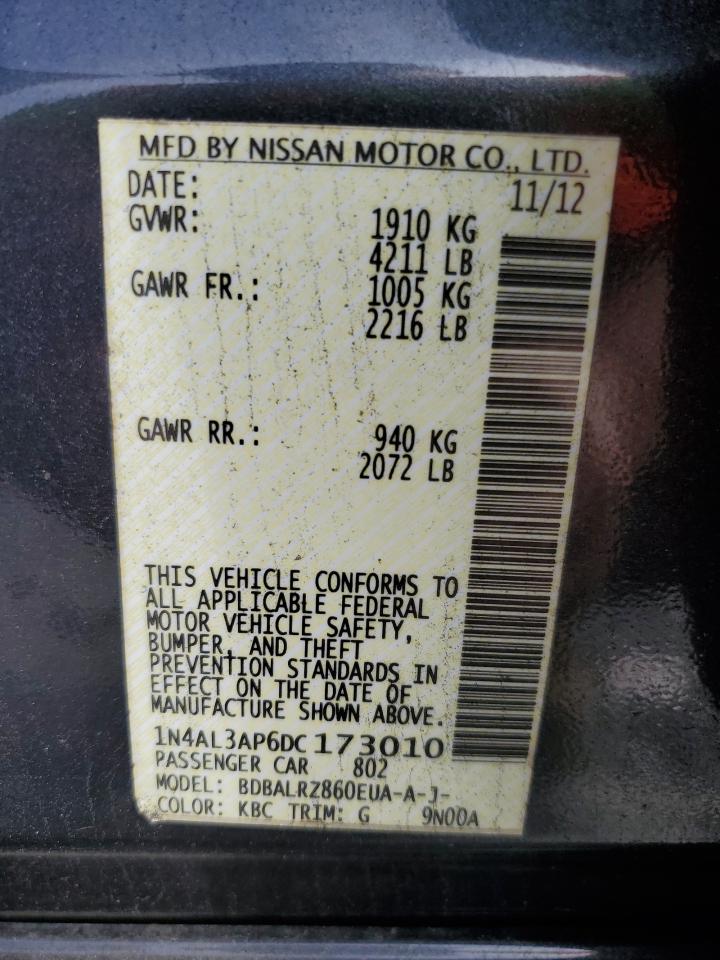 MFD BY NISSAN MOTOR CO., LTD.
DATE: 11/12
GVWR: 1910 KG
4211 LB
GAWR FR.: 1005 KG
2216 LB
GAWR RR.: 940 KG
2072 LB
THIS VEHICLE CONFORMS TO
ALL APPLICABLE FEDERAL
MOTOR VEHICLE SAFETY,
BUMPER, AND THEFT
PREVENTION STANDARDS IN
EFFECT ON THE DATE OF
MANUFACTURE SHOWN ABOVE.
1N4AL3AP6DC173010
PASSENGER CAR 802
MODEL: BDBALRZ860EUA-A-J-
COLOR: KBC TRIM: G 9N00A